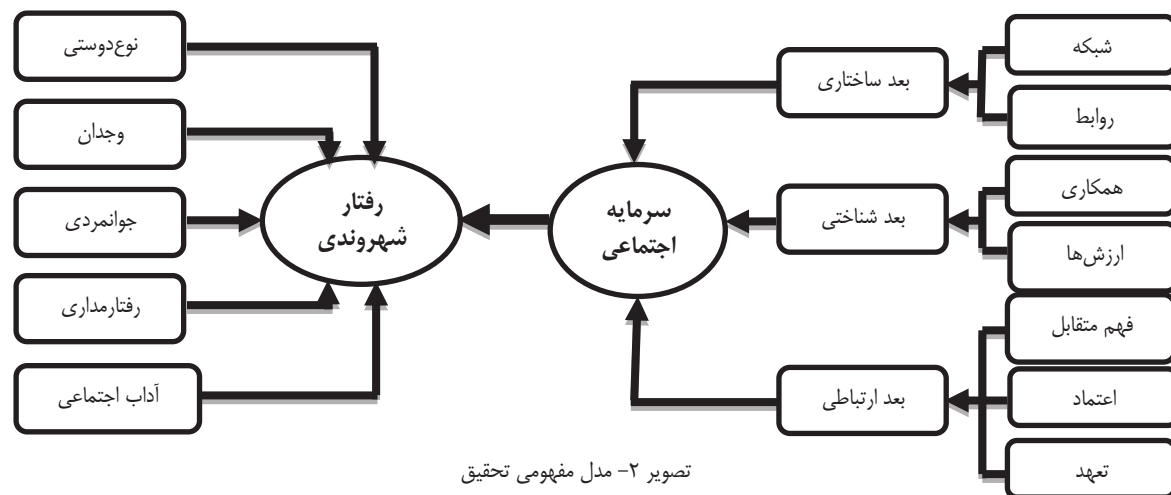 شبکه
روابط
همکاری
ارزش‌ها
فهم متقابل
اعتماد
تعهد
بعد ساختاری
بعد شناختی
بعد ارتباطی
سرمایه
اجتماعی
رفتار
شهروندی
نوع‌دوستی
وجدان
جوانمردی
رفتارمداری
آداب اجتماعی
تصویر ۲- مدل مفهومی تحقیق